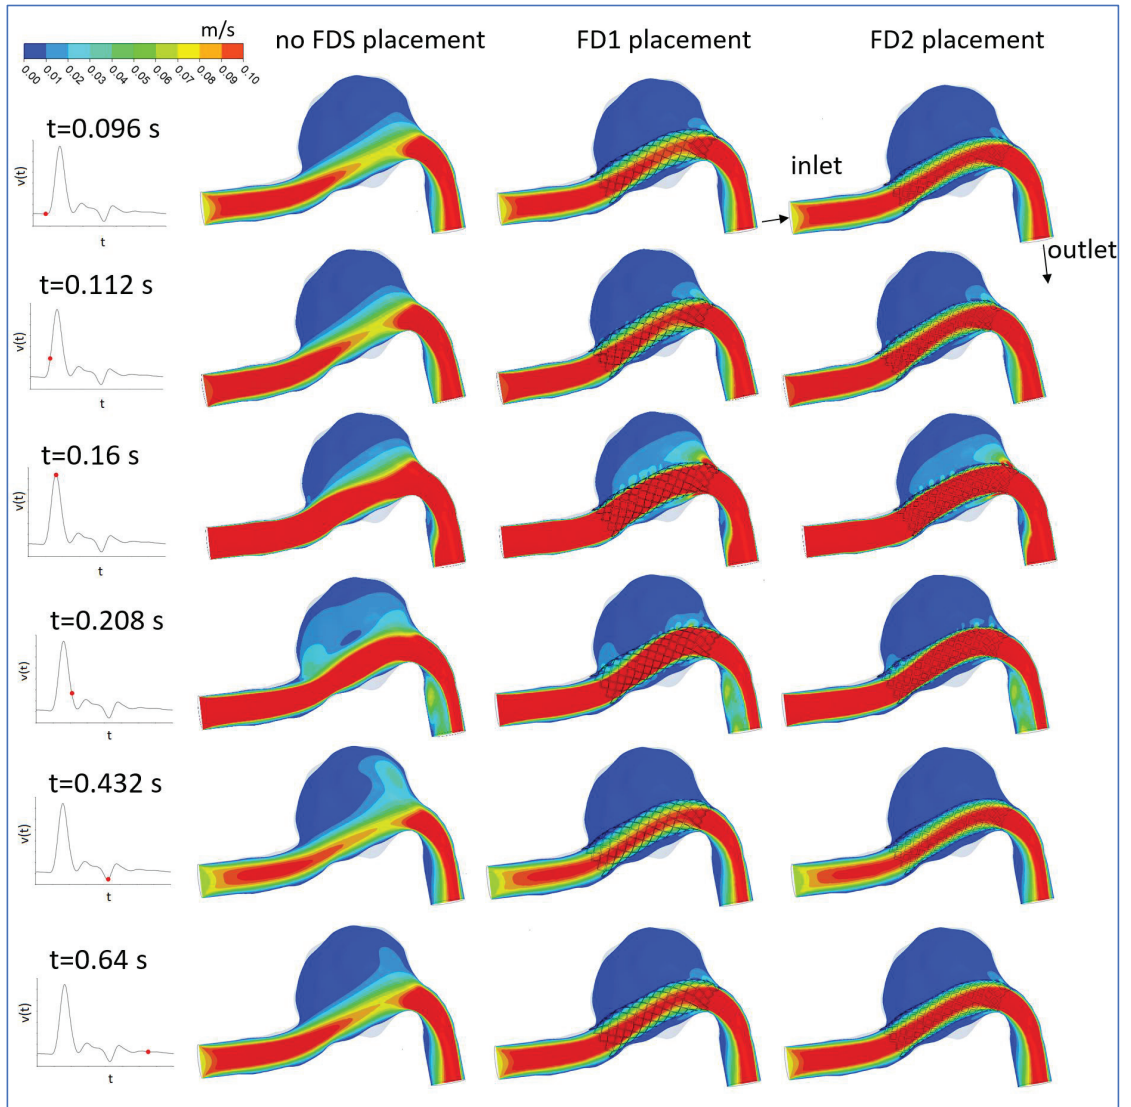 m/s
no FDS placement
FD1 placement
FD2 placement
0.00 0.01 0.02 0.03 0.04 0.05 0.06 0.07 0.08 0.09 0.10
t=0.096 s
v(t)
t
inlet
outlet
t=0.112 s
v(t)
t
t=0.16 s
v(t)
t
t=0.208 s
v(t)
t
t=0.432 s
v(t)
t
t=0.64 s
v(t)
t